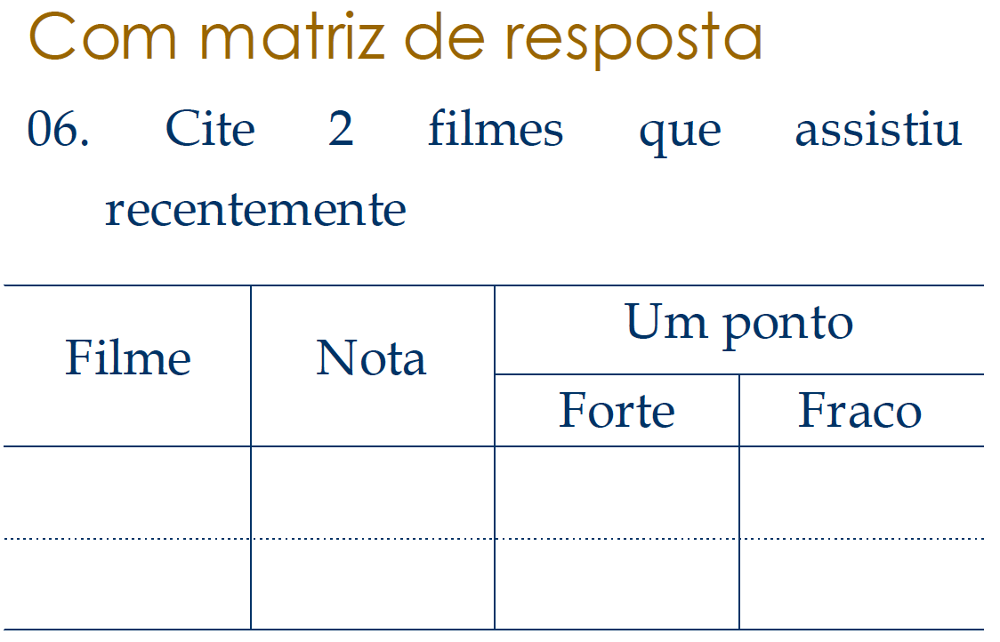 Com matriz de resposta
06. Cite 2 filmes que assistiu
recentemente
Filme Nota Um ponto
Forte Fraco